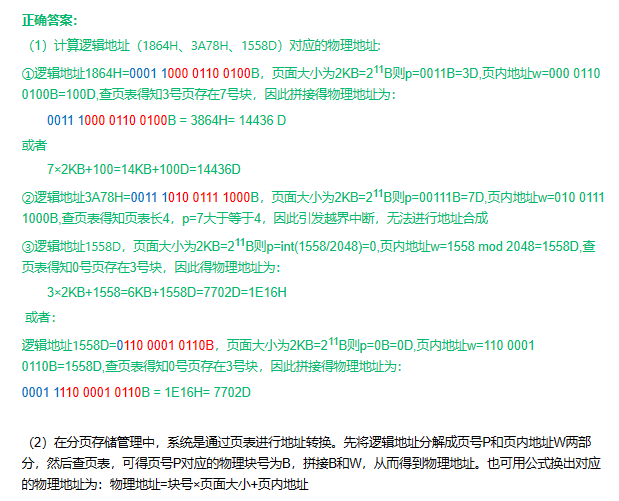 正确答案：
（1）计算逻辑地址（1864H、3A78H、1558D）对应的物理地址:
①逻辑地址1864H=0001 1000 0110 0100B，页面大小为2KB=2¹¹B则p=0011B=3D,页内地址w=000 0110
0100B=100D,查页表得知3号页存在7号块，因此拼接得物理地址为：
0011 1000 0110 0100B = 3864H= 14436 D
或者
7×2KB+100=14KB+100D=14436D
②逻辑地址3A78H=0011 1010 0111 1000B，页面大小为2KB=2¹¹B则p=00111B=7D,页内地址w=010 0111
1000B,查页表得知页表长4，p=7大于等于4，因此引发越界中断，无法进行地址合成
③逻辑地址1558D，页面大小为2KB=2¹¹B则p=int(1558/2048)=0,页内地址w=1558 mod 2048=1558D,查
页表得知0号页存在3号块，因此得物理地址为：
3×2KB+1558=6KB+1558D=7702D=1E16H
或者：
逻辑地址1558D=0110 0001 0110B，页面大小为2KB=2¹¹B则p=0B=0D,页内地址w=110 0001
0110B=1558D,查页表得知0号页存在3号块，因此拼接得物理地址为：
0001 1110 0001 0110B = 1E16H= 7702D
（2）在分页存储管理中，系统是通过页表进行地址转换。先将逻辑地址分解成页号P和页内地址W两部
分，然后查页表，可得页号P对应的物理块号为B，拼接B和W，从而得到物理地址。也可用公式换出对应
的物理地址为：物理地址=块号×页面大小+页内地址